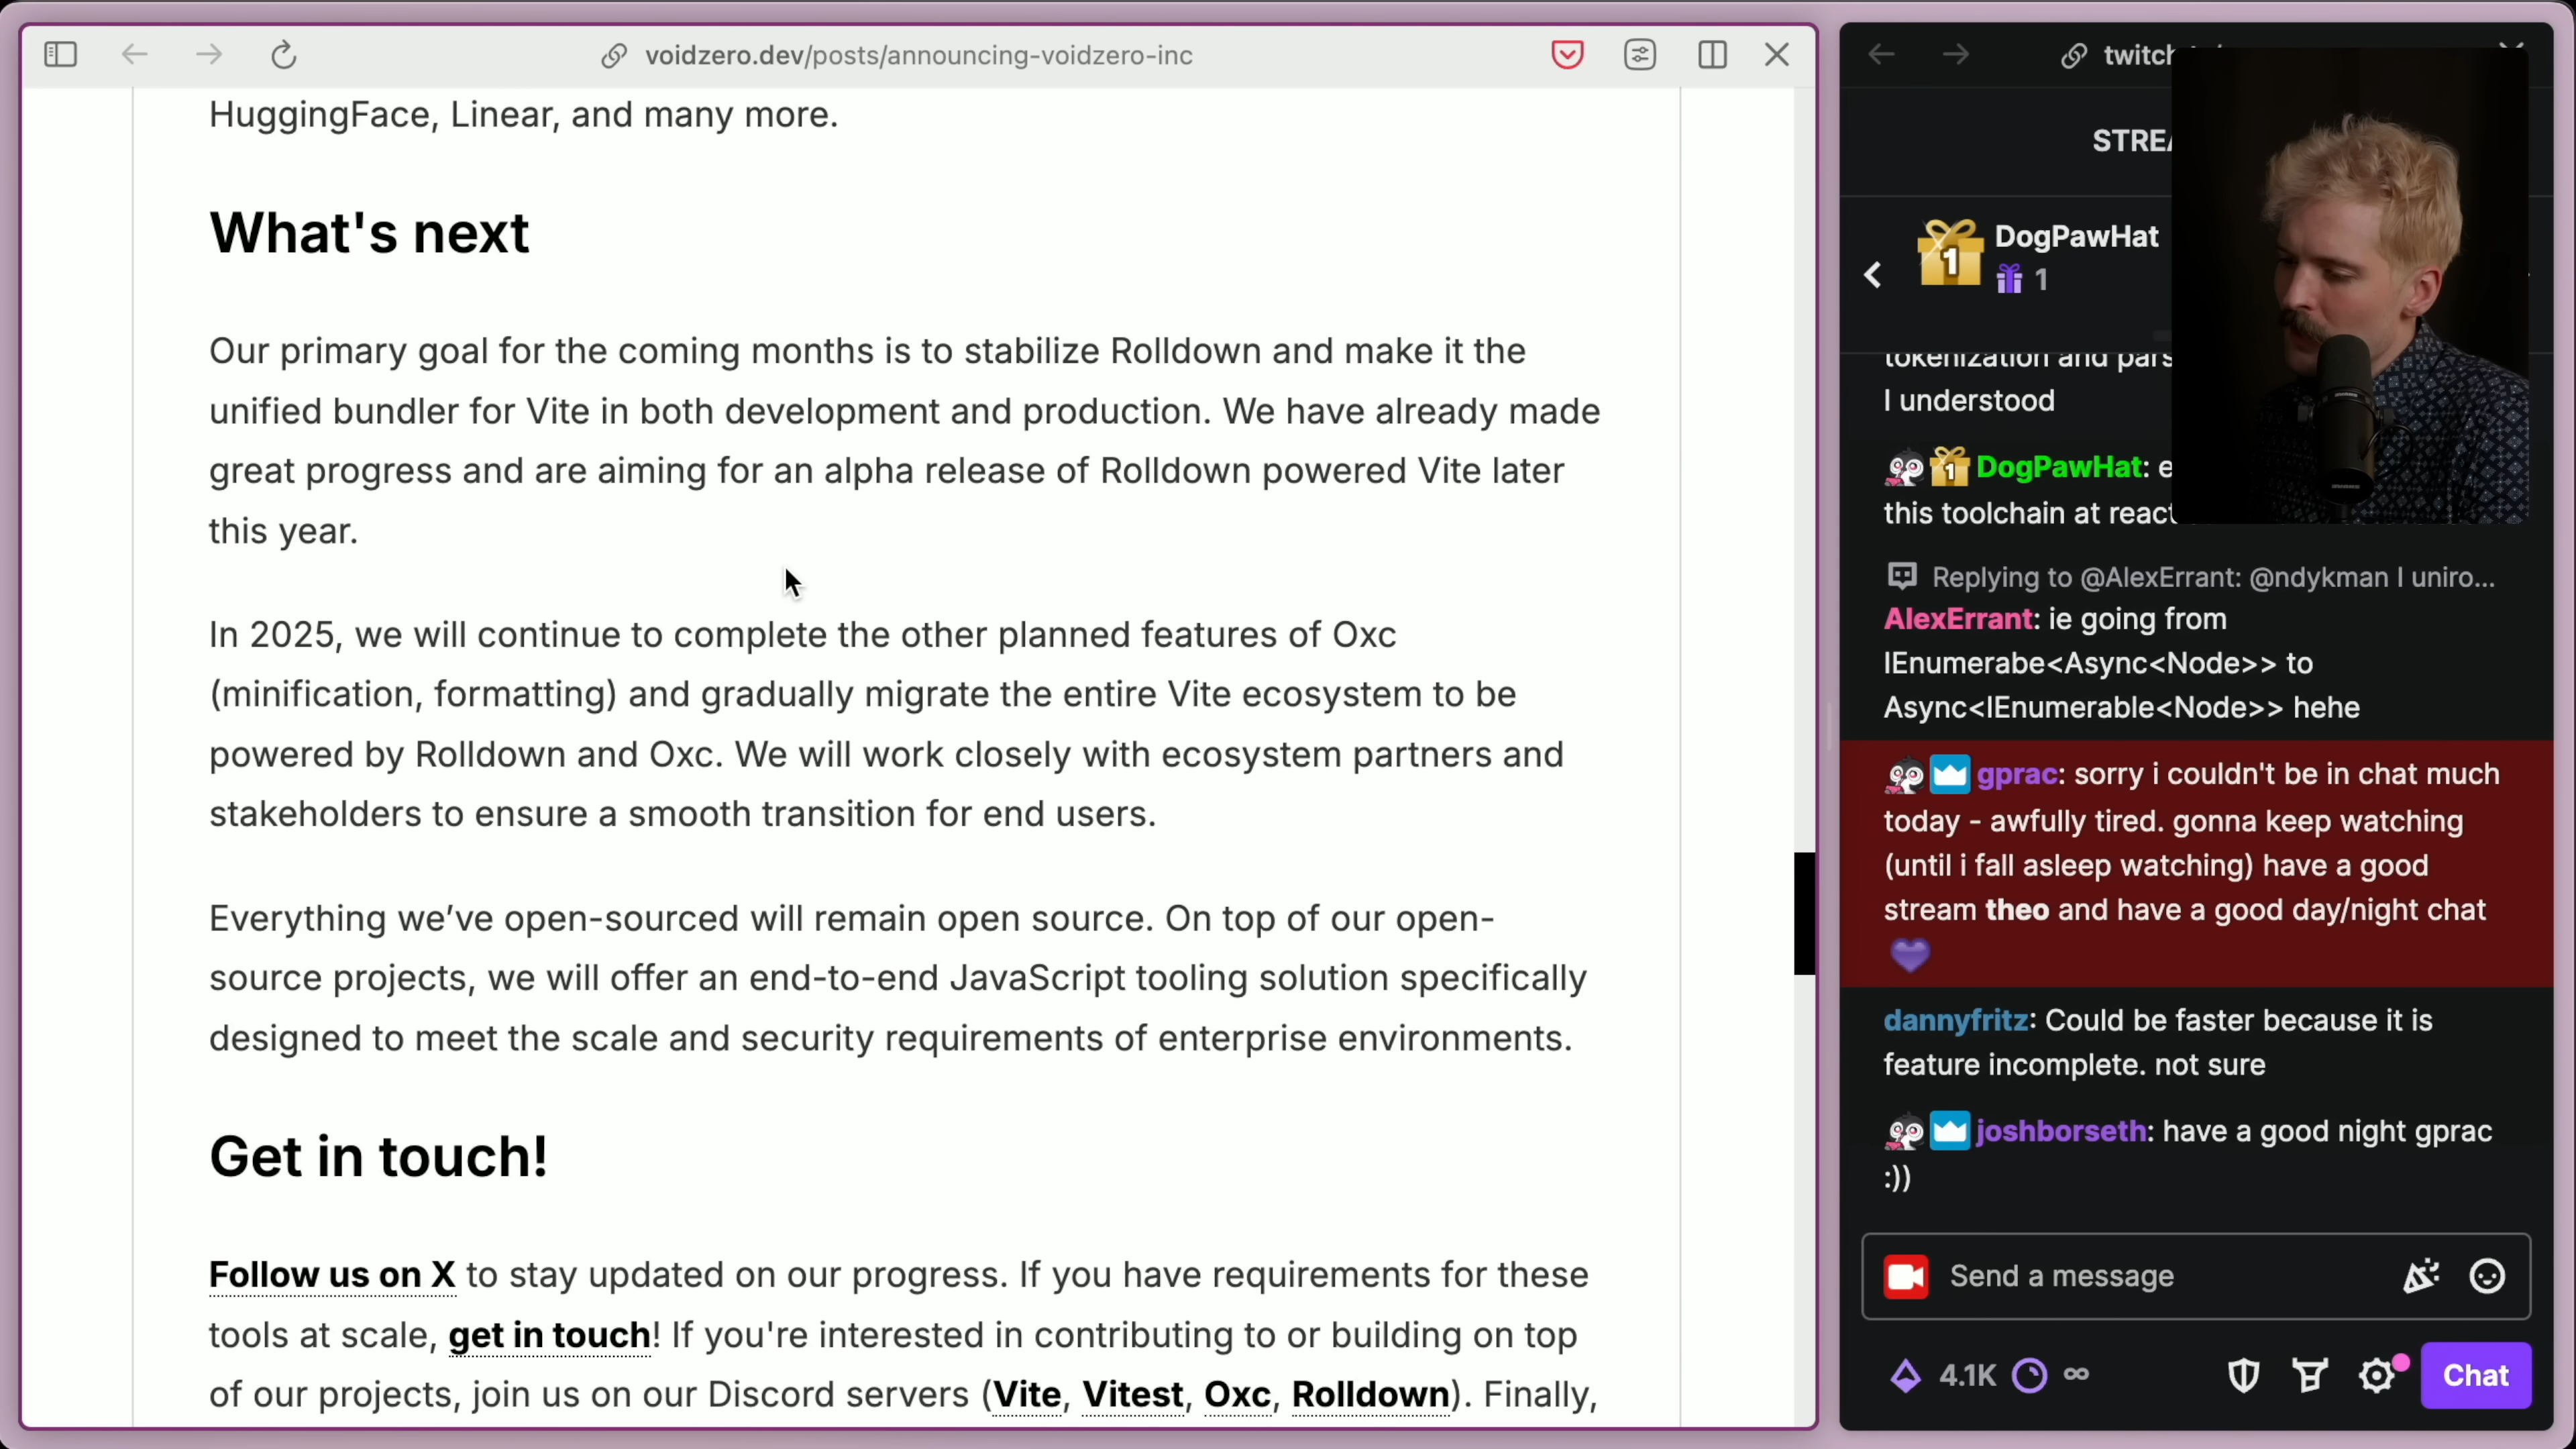 voidzero.dev/posts/announcing-voidzero-inc
HuggingFace, Linear, and many more.
What's next
Our primary goal for the coming months is to stabilize Rolldown and make it the
unified bundler for Vite in both development and production. We have already made
great progress and are aiming for an alpha release of Rolldown powered Vite later
this year.
In 2025, we will continue to complete the other planned features of Oxc
(minification, formatting) and gradually migrate the entire Vite ecosystem to be
powered by Rolldown and Oxc. We will work closely with ecosystem partners and
stakeholders to ensure a smooth transition for end users.
Everything we’ve open-sourced will remain open source. On top of our open-
source projects, we will offer an end-to-end JavaScript tooling solution specifically
designed to meet the scale and security requirements of enterprise environments.
Get in touch!
Follow us on X to stay updated on our progress. If you have requirements for these
tools at scale, get in touch! If you're interested in contributing to or building on top
of our projects, join us on our Discord servers (Vite, Vitest, Oxc, Rolldown). Finally,
twitch
STREA
1 DogPawHat
1
tokenization and pars
I understood
1 DogPawHat: e
this toolchain at react
Replying to @AlexErrant: @ndykman I uniro...
AlexErrant: ie going from
IEnumerabe<Async<Node>> to
Async<IEnumerable<Node>> hehe
gprac: sorry i couldn't be in chat much
today - awfully tired. gonna keep watching
(until i fall asleep watching) have a good
stream theo and have a good day/night chat
dannyfritz: Could be faster because it is
feature incomplete. not sure
joshborseth: have a good night gprac
:))
Send a message
4.1K ∞ Chat